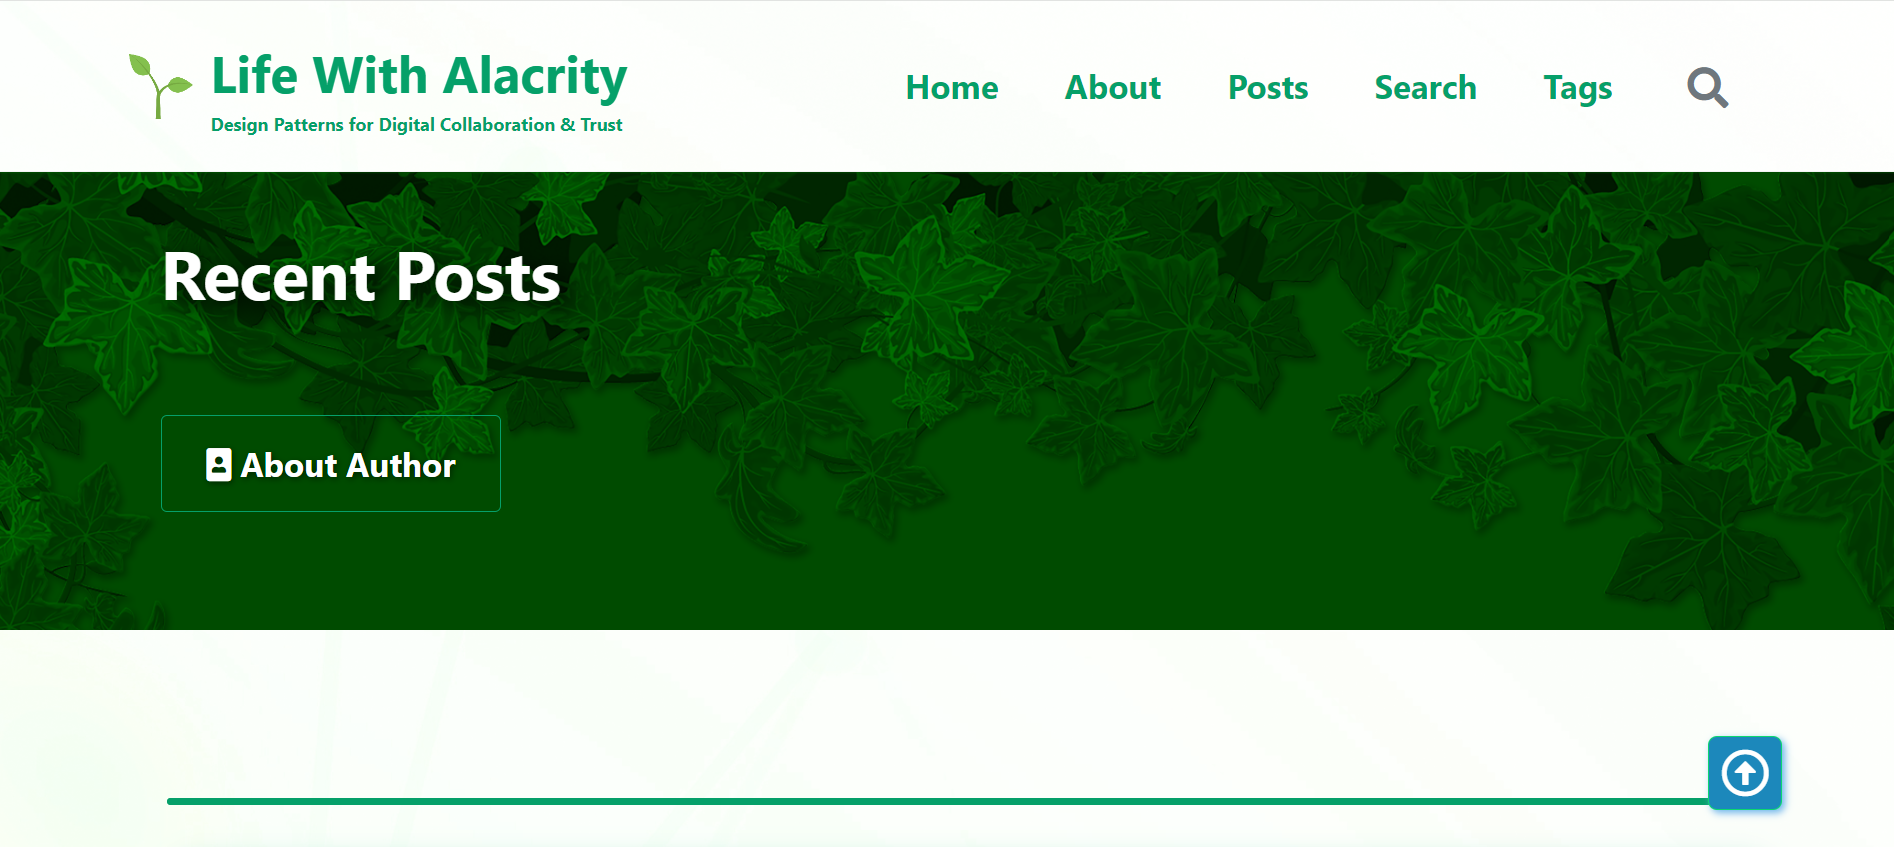 Life With Alacrity
Design Patterns for Digital Collaboration & Trust
Home About Posts Search Tags
Recent Posts
About Author